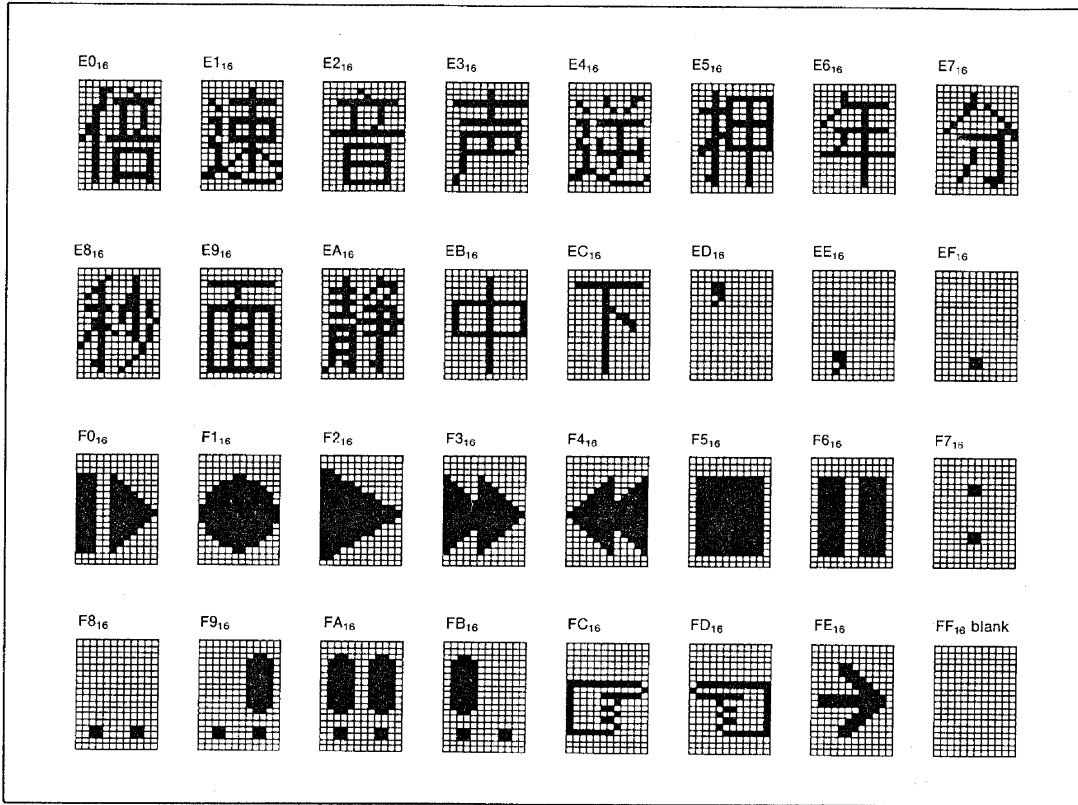 E0₁₆ E1₁₆ E2₁₆ E3₁₆ E4₁₆ E5₁₆ E6₁₆ E7₁₆
倍 速 音 声 逆 押 年 分
E8₁₆ E9₁₆ EA₁₆ EB₁₆ EC₁₆ ED₁₆ EE₁₆ EF₁₆
秒 面 静 中 下 ’ , .
F0₁₆ F1₁₆ F2₁₆ F3₁₆ F4₁₆ F5₁₆ F6₁₆ F7₁₆
:
F8₁₆ F9₁₆ FA₁₆ FB₁₆ FC₁₆ FD₁₆ FE₁₆ FF₁₆ blank